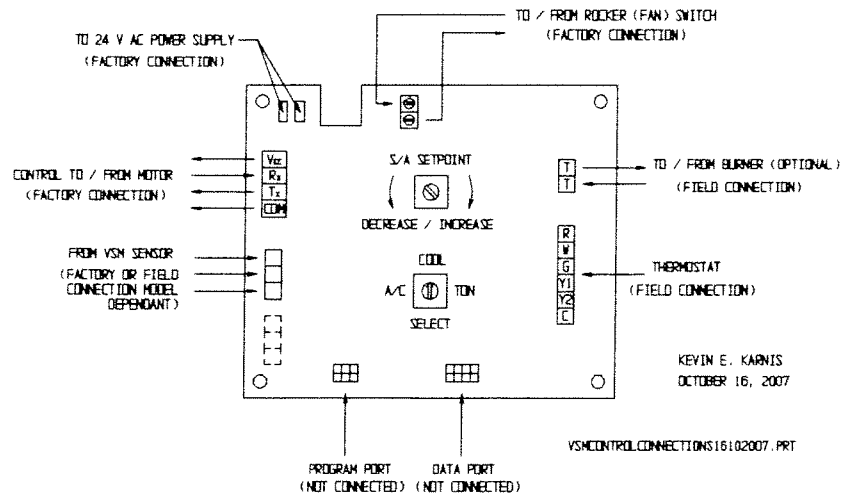 TO / FROM ROCKER (FAN) SWITCH
(FACTORY CONNECTION)
TO 24 V AC POWER SUPPLY
(FACTORY CONNECTION)
CONTROL TO / FROM MOTOR
(FACTORY CONNECTION)
Vcc
Rx
Tx
COM
S/A SETPOINT
DECREASE / INCREASE
T
T
TO / FROM BURNER (OPTIONAL)
(FIELD CONNECTION)
FROM VSM SENSOR
(FACTORY OR FIELD
CONNECTION MODEL
DEPENDANT)
COOL
A/C TON
SELECT
R
W
G
Y1
Y2
C
THERMOSTAT
(FIELD CONNECTION)
KEVIN E. KARNIS
OCTOBER 16, 2007
VSMCONTROLCONNECTIONS16102007.PRT
PROGRAM PORT
(NOT CONNECTED)
DATA PORT
(NOT CONNECTED)